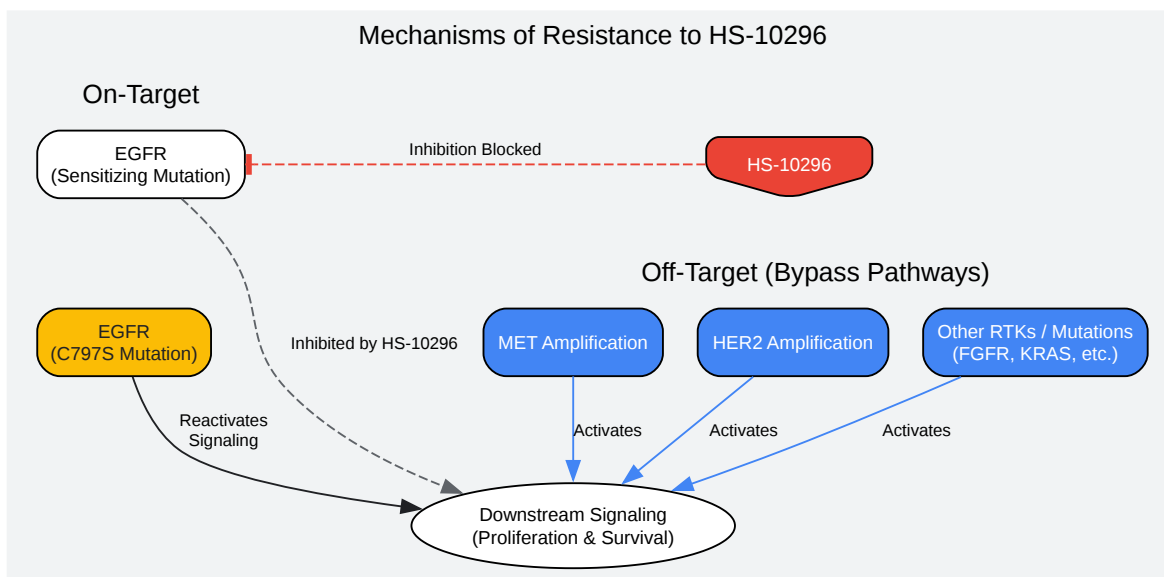 Mechanisms of Resistance to HS-10296
On-Target
EGFR
(Sensitizing Mutation)
Inhibition Blocked
HS-10296
Off-Target (Bypass Pathways)
EGFR
(C797S Mutation)
Inhibited by HS-10296
MET Amplification
HER2 Amplification
Other RTKs / Mutations
(FGFR, KRAS, etc.)
Reactivates
Signaling
Activates
Activates
Activates
Downstream Signaling
(Proliferation & Survival)